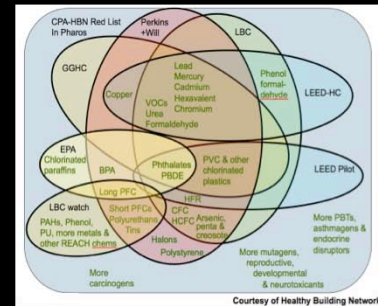 CPA-HBN Red List
In Pharos
Perkins
+Will
LBC
GGHC
Lead
Mercury
Cadmium
Hexavalent
Chromium
Phenol
formal-
dehyde
LEED-HC
Copper
VOCs
Urea
Formaldehyde
EPA
Chlorinated
paraffins
BPA
Phthalates
PBDE
PVC & other
chlorinated
plastics
LEED Pilot
Long PFC
HFR
LBC watch
PAHs, Phenol,
PU, more metals &
other REACH chems
Short PFCs
Polyurethane
Tins
CFC
HCFC
Arsenic,
penta &
creosote
Halons
Polystyrene
More PBTs,
asthmagens &
endocrine
disruptors
More mutagens,
reproductive,
developmental
& neurotoxicants
More
carcinogens
Courtesy of Healthy Building Network